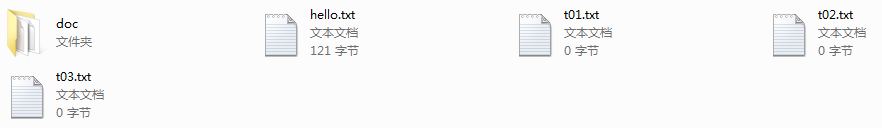 doc
文件夹
hello.txt
文本文档
121 字节
t01.txt
文本文档
0 字节
t02.txt
文本文档
0 字节
t03.txt
文本文档
0 字节